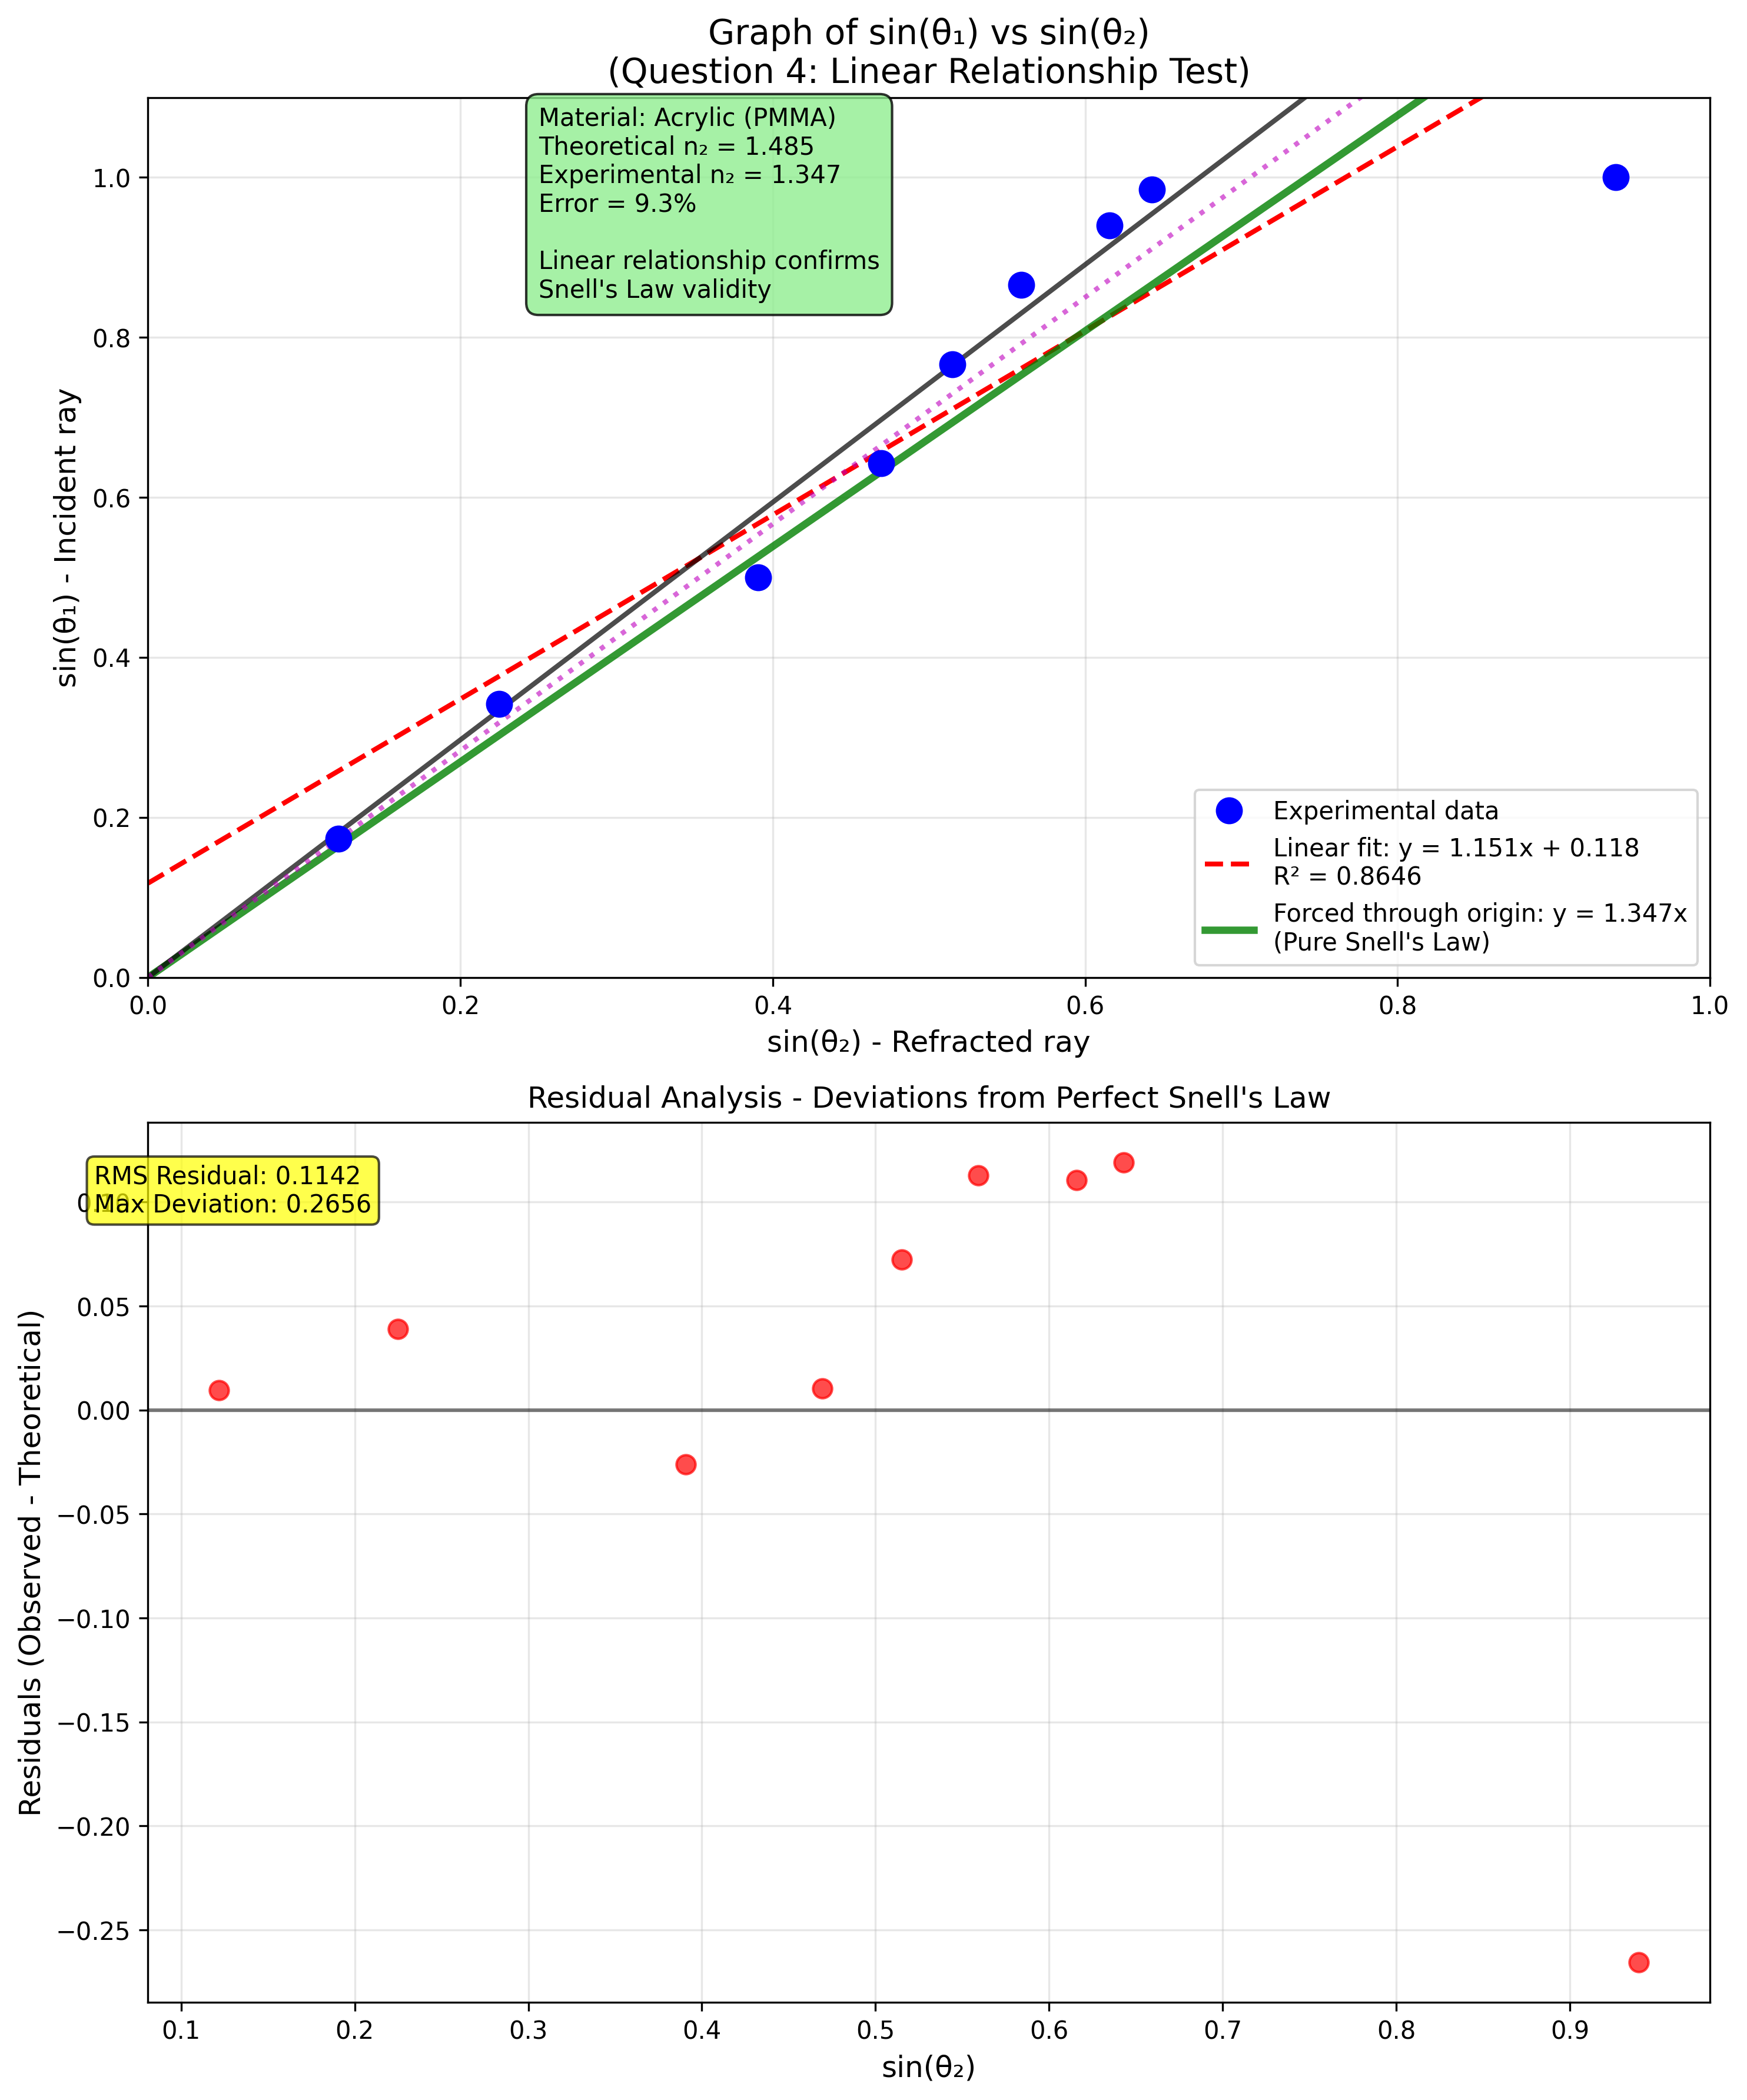 Graph of sin(θ₁) vs sin(θ₂)
(Question 4: Linear Relationship Test)
Material: Acrylic (PMMA)
Theoretical n₂ = 1.485
Experimental n₂ = 1.347
Error = 9.3%
Linear relationship confirms
Snell's Law validity
sin(θ₁) - Incident ray
1.0
0.8
0.6
0.4
0.2
0.0
Experimental data
Linear fit: y = 1.151x + 0.118
R² = 0.8646
Forced through origin: y = 1.347x
(Pure Snell's Law)
0.0 0.2 0.4 0.6 0.8 1.0
sin(θ₂) - Refracted ray
Residual Analysis - Deviations from Perfect Snell's Law
RMS Residual: 0.1142
Max Deviation: 0.2656
Residuals (Observed - Theoretical)
0.10
0.05
0.00
−0.05
−0.10
−0.15
−0.20
−0.25
0.1 0.2 0.3 0.4 0.5 0.6 0.7 0.8 0.9
sin(θ₂)